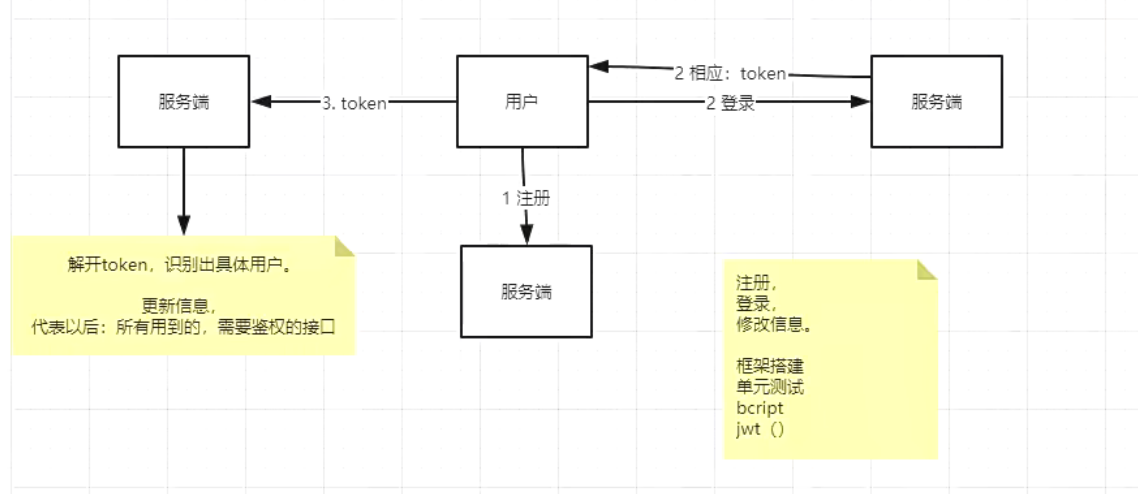 2 相应：token
服务端
3. token
用户
2 登录
服务端
1 注册
服务端
解开token，识别出具体用户。
更新信息，
代表以后：所有用到的，需要鉴权的接口
注册，
登录，
修改信息。
框架搭建
单元测试
bcript
jwt（）